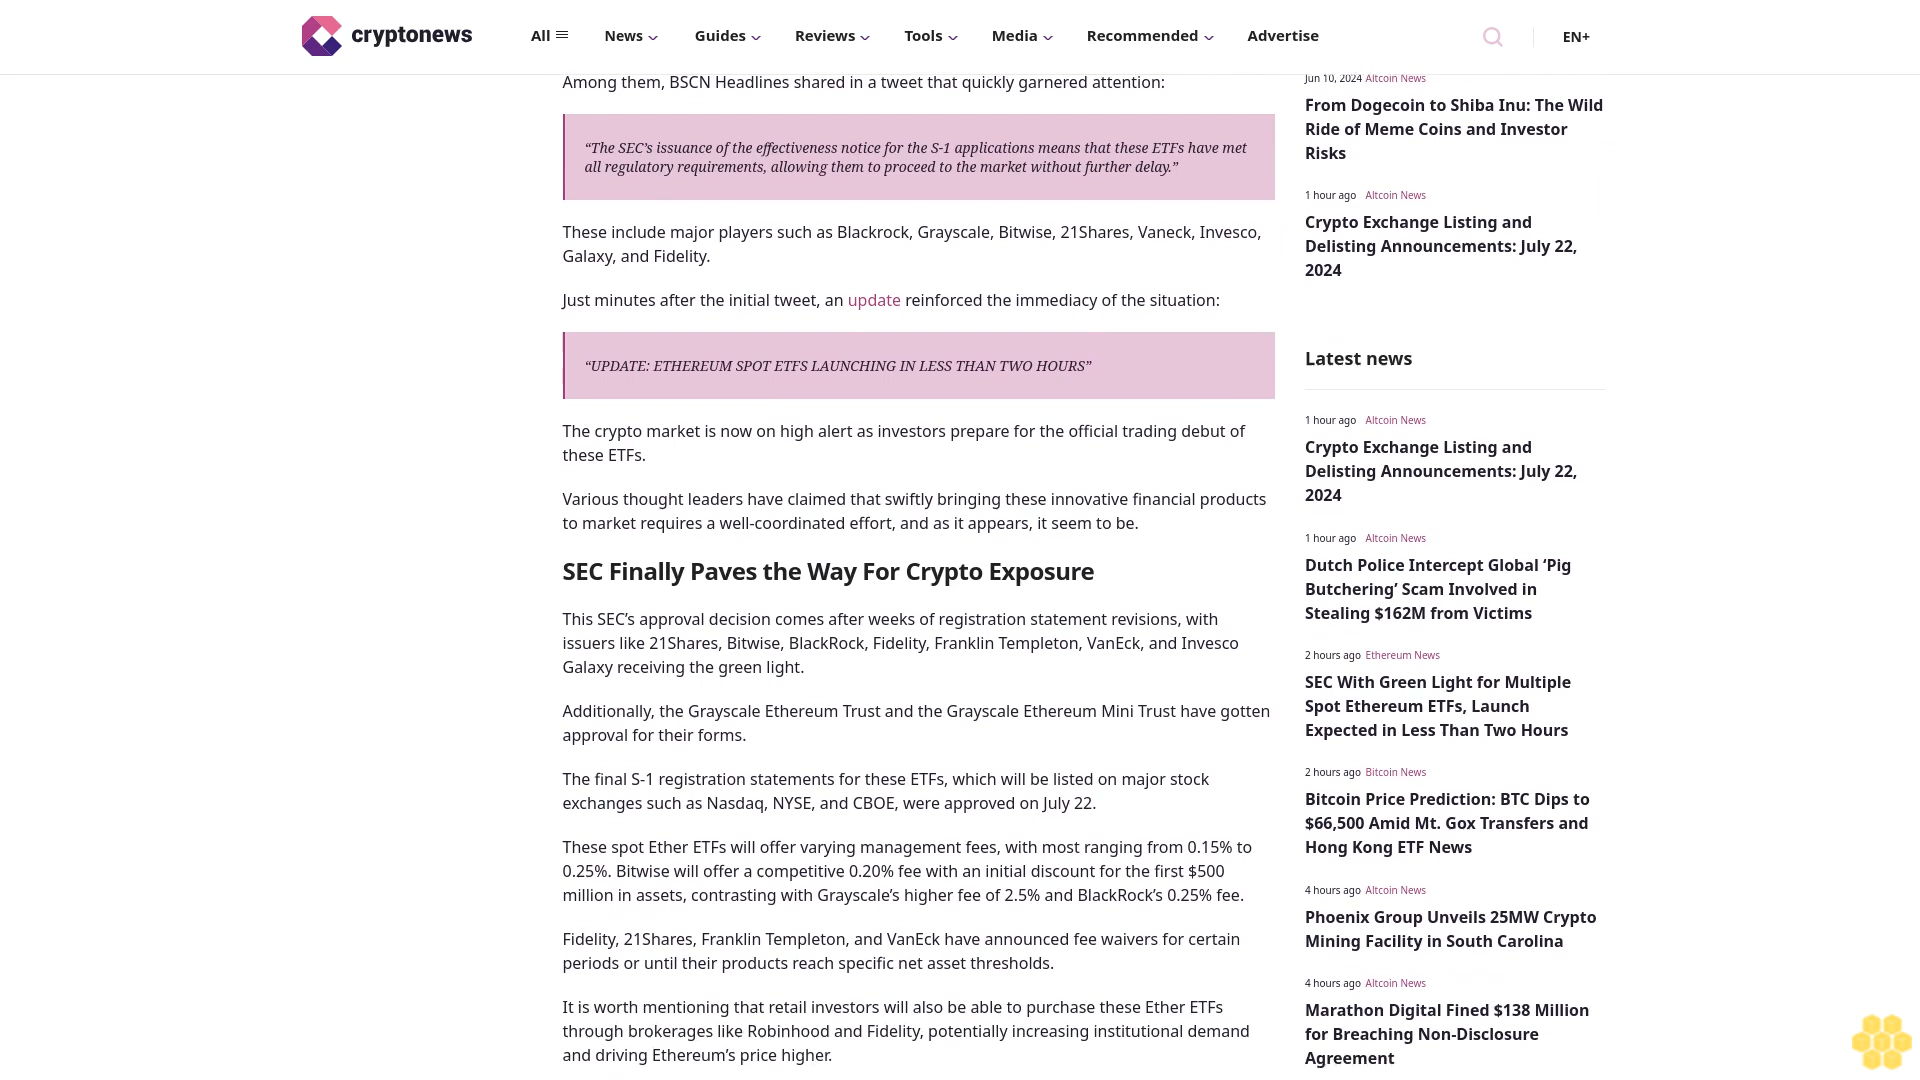 cryptonews
All
News
Guides
Reviews
Tools
Media
Recommended
Advertise
EN+
Among them, BSCN Headlines shared in a tweet that quickly garnered attention:
“The SEC’s issuance of the effectiveness notice for the S-1 applications means that these ETFs have met
all regulatory requirements, allowing them to proceed to the market without further delay.”
These include major players such as Blackrock, Grayscale, Bitwise, 21Shares, Vaneck, Invesco,
Galaxy, and Fidelity.
Just minutes after the initial tweet, an update reinforced the immediacy of the situation:
“UPDATE: ETHEREUM SPOT ETFS LAUNCHING IN LESS THAN TWO HOURS”
The crypto market is now on high alert as investors prepare for the official trading debut of
these ETFs.
Various thought leaders have claimed that swiftly bringing these innovative financial products
to market requires a well-coordinated effort, and as it appears, it seem to be.
SEC Finally Paves the Way For Crypto Exposure
This SEC’s approval decision comes after weeks of registration statement revisions, with
issuers like 21Shares, Bitwise, BlackRock, Fidelity, Franklin Templeton, VanEck, and Invesco
Galaxy receiving the green light.
Additionally, the Grayscale Ethereum Trust and the Grayscale Ethereum Mini Trust have gotten
approval for their forms.
The final S-1 registration statements for these ETFs, which will be listed on major stock
exchanges such as Nasdaq, NYSE, and CBOE, were approved on July 22.
These spot Ether ETFs will offer varying management fees, with most ranging from 0.15% to
0.25%. Bitwise will offer a competitive 0.20% fee with an initial discount for the first $500
million in assets, contrasting with Grayscale’s higher fee of 2.5% and BlackRock’s 0.25% fee.
Fidelity, 21Shares, Franklin Templeton, and VanEck have announced fee waivers for certain
periods or until their products reach specific net asset thresholds.
It is worth mentioning that retail investors will also be able to purchase these Ether ETFs
through brokerages like Robinhood and Fidelity, potentially increasing institutional demand
and driving Ethereum’s price higher.
Jun 10, 2024 Altcoin News
From Dogecoin to Shiba Inu: The Wild
Ride of Meme Coins and Investor
Risks
1 hour ago Altcoin News
Crypto Exchange Listing and
Delisting Announcements: July 22,
2024
Latest news
1 hour ago Altcoin News
Crypto Exchange Listing and
Delisting Announcements: July 22,
2024
1 hour ago Altcoin News
Dutch Police Intercept Global ‘Pig
Butchering’ Scam Involved in
Stealing $162M from Victims
2 hours ago Ethereum News
SEC With Green Light for Multiple
Spot Ethereum ETFs, Launch
Expected in Less Than Two Hours
2 hours ago Bitcoin News
Bitcoin Price Prediction: BTC Dips to
$66,500 Amid Mt. Gox Transfers and
Hong Kong ETF News
4 hours ago Altcoin News
Phoenix Group Unveils 25MW Crypto
Mining Facility in South Carolina
4 hours ago Altcoin News
Marathon Digital Fined $138 Million
for Breaching Non-Disclosure
Agreement